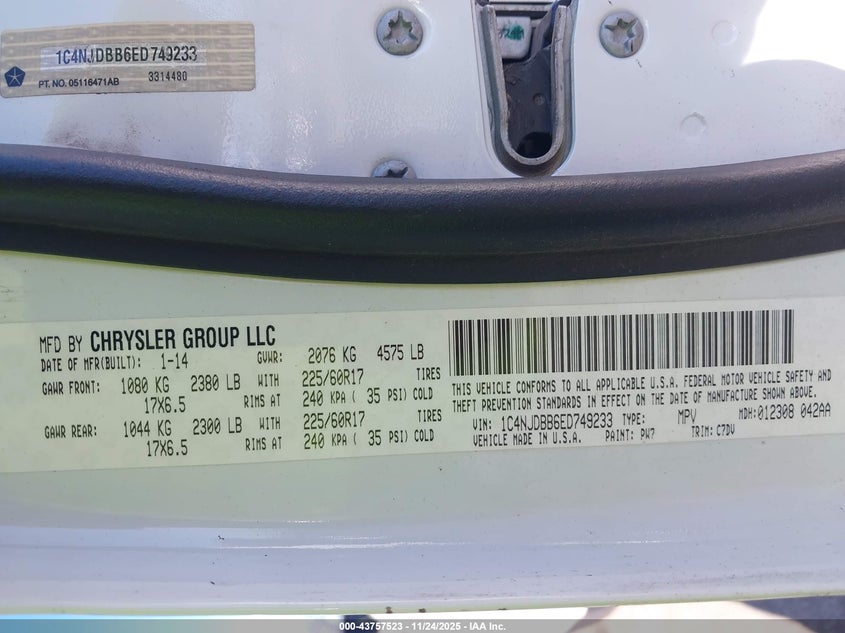 1C4NJDBB6ED749233
3314480
PT. NO. 05116471AB
MFD BY CHRYSLER GROUP LLC
DATE OF MFR(BUILT): 1-14 GVWR: 2076 KG 4575 LB
GAWR FRONT: 1080 KG 2380 LB WITH 225/60R17 TIRES
17X6.5 RIMS AT 240 KPA ( 35 PSI) COLD
GAWR REAR: 1044 KG 2300 LB WITH 225/60R17 TIRES
17X6.5 RIMS AT 240 KPA ( 35 PSI) COLD
THIS VEHICLE CONFORMS TO ALL APPLICABLE U.S.A. FEDERAL MOTOR VEHICLE SAFETY AND
THEFT PREVENTION STANDARDS IN EFFECT ON THE DATE OF MANUFACTURE SHOWN ABOVE.
VIN: 1C4NJDBB6ED749233 TYPE: MPV MDH: 012308 042AA
VEHICLE MADE IN U.S.A. PAINT: PW7 TRIM: C7DV
000-43757523 - 11/24/2025 - IAA Inc.